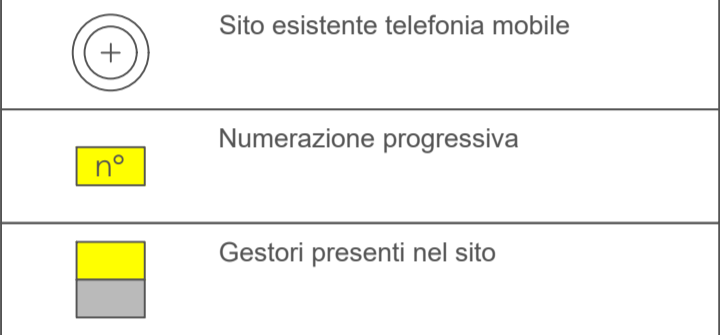 Sito esistente telefonia mobile
Numerazione progressiva
n°
Gestori presenti nel sito